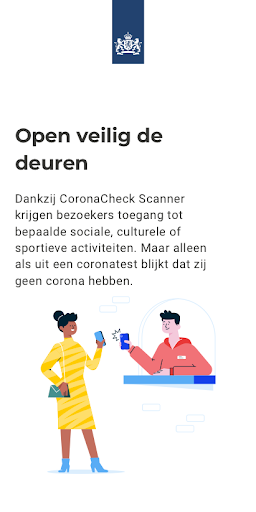 Open veilig de
deuren
Dankzij CoronaCheck Scanner
krijgen bezoekers toegang tot
bepaalde sociale, culturele of
sportieve activiteiten. Maar alleen
als uit een coronatest blijkt dat zij
geen corona hebben.